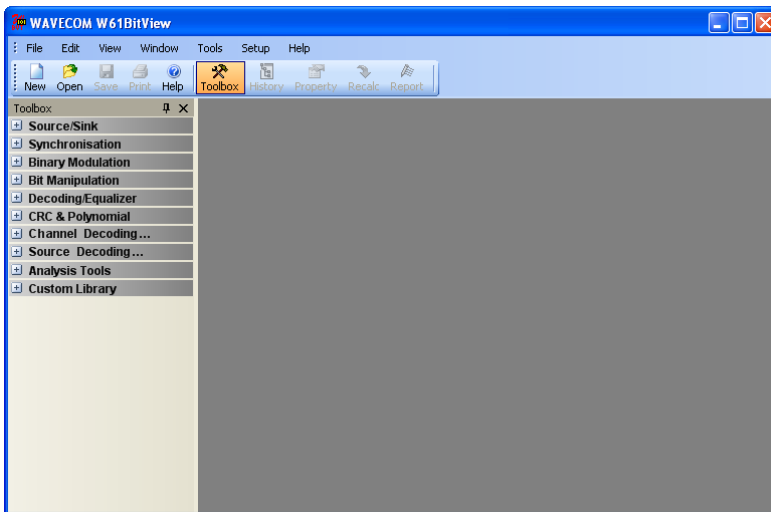 WAVECOM W61BitView
File Edit View Window Tools Setup Help
New Open Save Print Help Toolbox History Property Recalc Report
Toolbox
Source/Sink
Synchronisation
Binary Modulation
Bit Manipulation
Decoding/Equalizer
CRC & Polynomial
Channel Decoding...
Source Decoding...
Analysis Tools
Custom Library